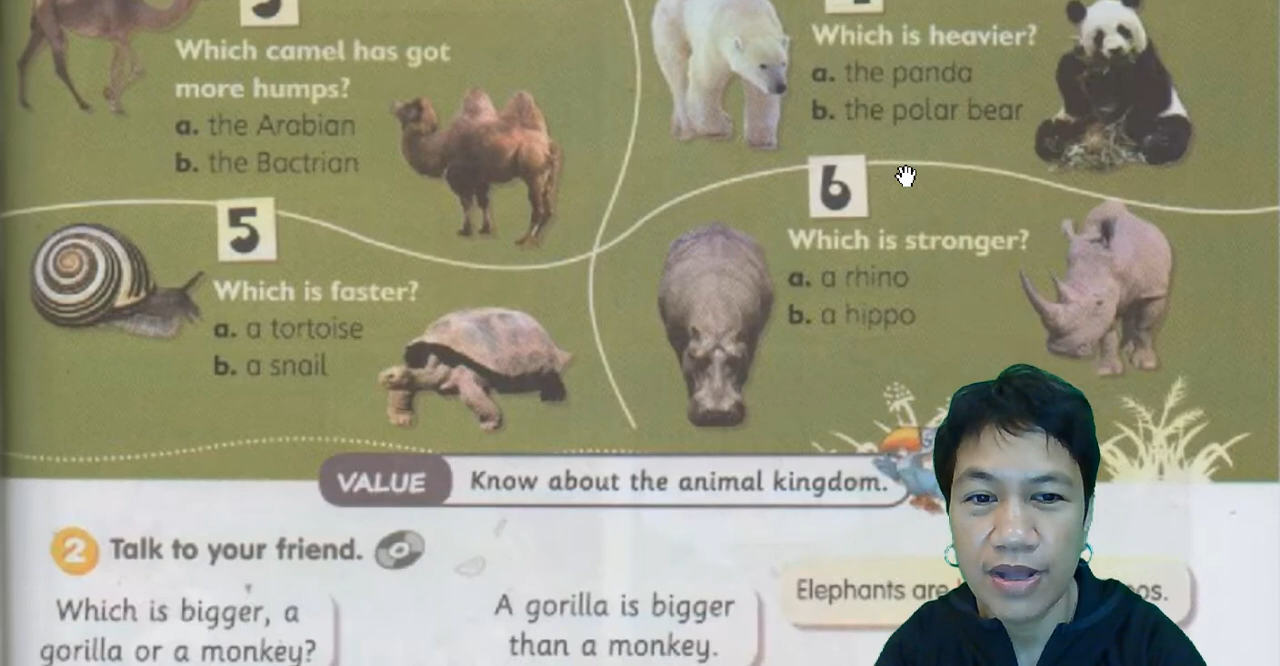 Which camel has got
more humps?
a. the Arabian
b. the Bactrian
Which is heavier?
a. the panda
b. the polar bear
5
Which is faster?
a. a tortoise
b. a snail
6
Which is stronger?
a. a rhino
b. a hippo
VALUE Know about the animal kingdom.
2 Talk to your friend.
Which is bigger, a
gorilla or a monkey?
A gorilla is bigger
than a monkey.
Elephants are